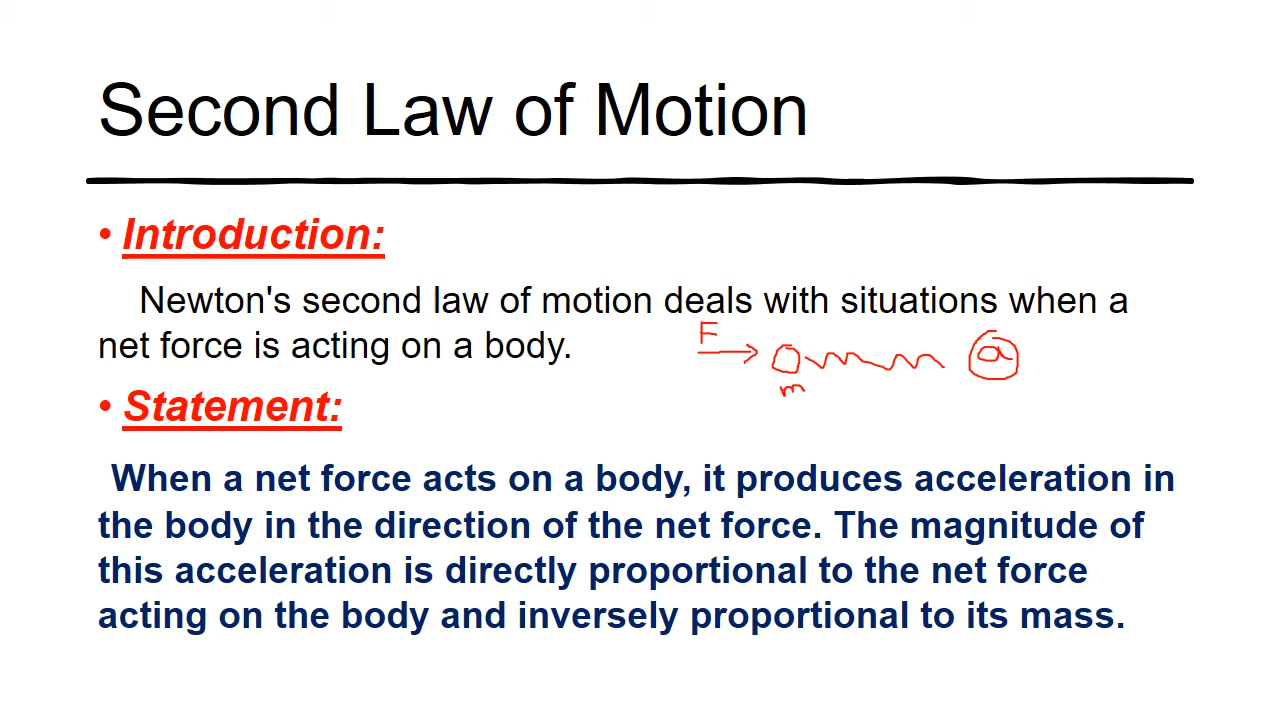 Second Law of Motion
• Introduction:
Newton's second law of motion deals with situations when a
net force is acting on a body.
F
a
m
• Statement:
When a net force acts on a body, it produces acceleration in
the body in the direction of the net force. The magnitude of
this acceleration is directly proportional to the net force
acting on the body and inversely proportional to its mass.